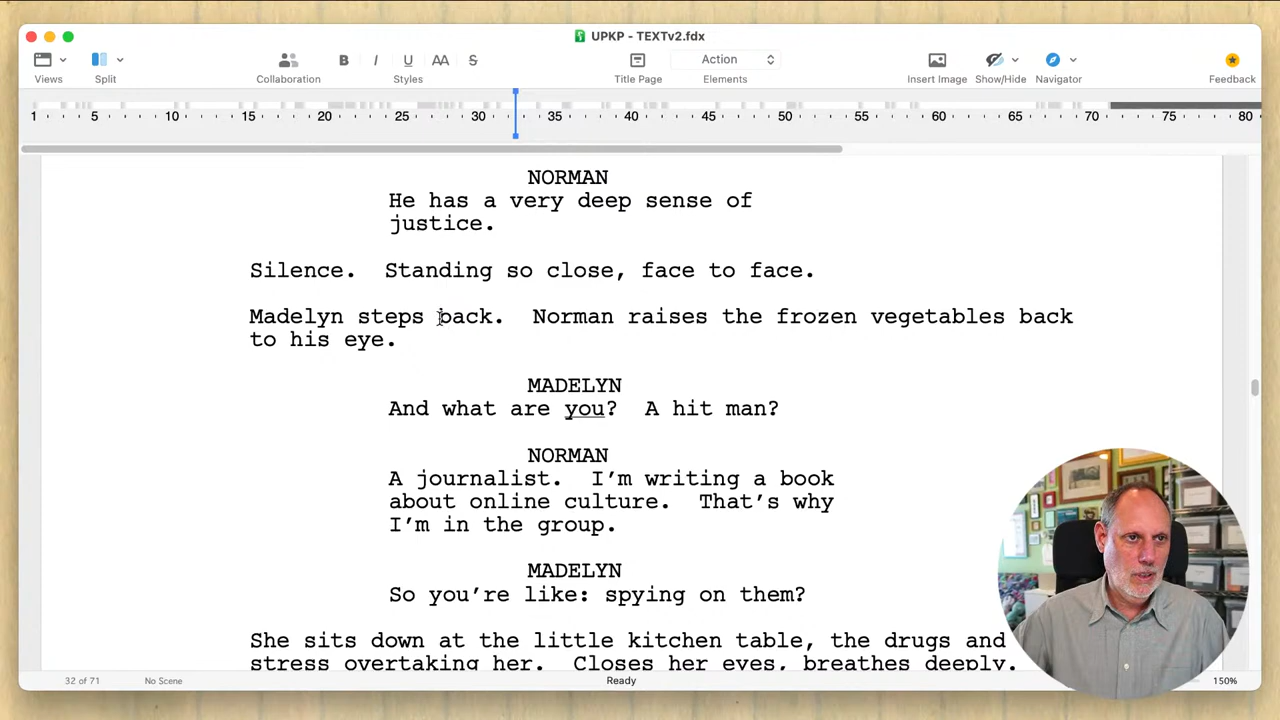 UPKP - TEXTv2.fdx
B I U AA S Action
Views Split Collaboration Styles Title Page Elements Insert Image Show/Hide Navigator Feedback
1 5 10 15 20 25 30 35 40 45 50 55 60 65 70 75 80
NORMAN
He has a very deep sense of
justice.
Silence.  Standing so close, face to face.
Madelyn steps back.  Norman raises the frozen vegetables back
to his eye.
MADELYN
And what are you?  A hit man?
NORMAN
A journalist.  I'm writing a book
about online culture.  That's why
I'm in the group.
MADELYN
So you're like: spying on them?
She sits down at the little kitchen table, the drugs and
stress overtaking her.  Closes her eyes, breathes deeply.
32 of 71 No Scene Ready 150%